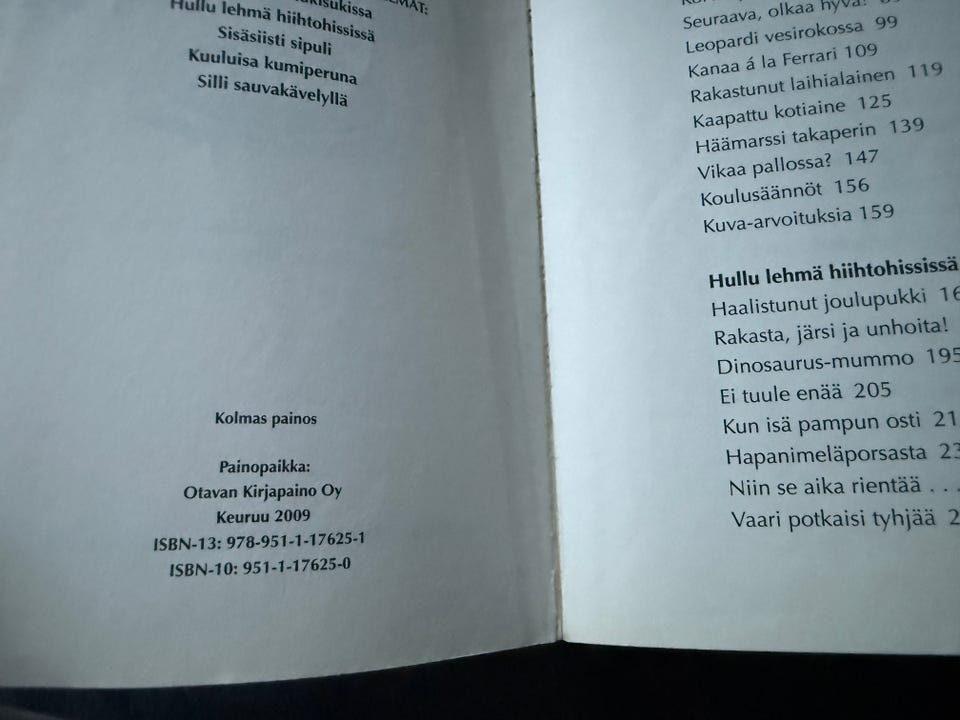 Hullu lehmä hiihtohississä
Sisäsiisti sipuli
Kuuluisa kumiperuna
Silli sauvakävelyllä
Kolmas painos
Painopaikka:
Otavan Kirjapaino Oy
Keuruu 2009
ISBN-13: 978-951-1-17625-1
ISBN-10: 951-1-17625-0
Seuraava, olkaa hyvä!
Leopardi vesirokossa 99
Kanaa á la Ferrari 109
Rakastunut laihialainen 119
Kaapattu kotiaine 125
Häämarssi takaperin 139
Vikaa pallossa? 147
Koulusäännöt 156
Kuva-arvoituksia 159
Hullu lehmä hiihtohississä
Haalistunut joulupukki
Rakasta, järsi ja unhoita!
Dinosaurus-mummo 195
Ei tuule enää 205
Kun isä pampun osti
Hapanimeläporsasta
Niin se aika rientää . . .
Vaari potkaisi tyhjää